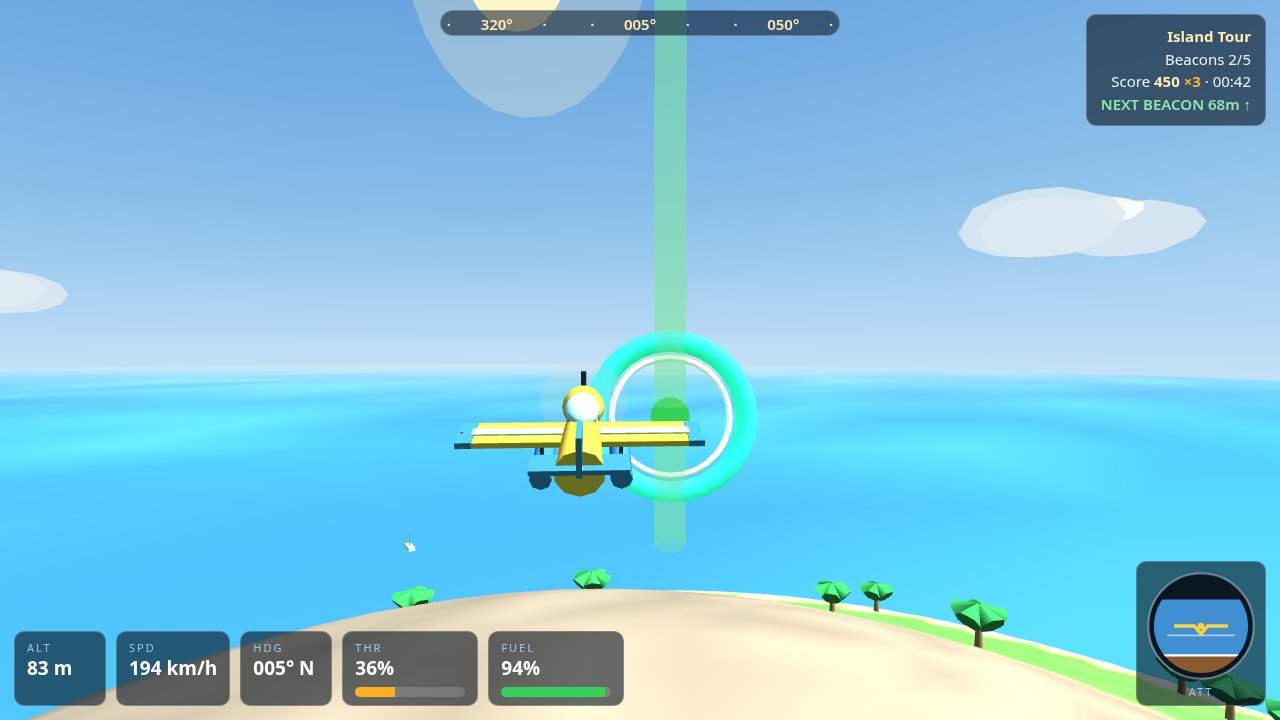 · 320° · · 005° · · 050° ·
Island Tour
Beacons 2/5
Score 450 ×3 · 00:42
NEXT BEACON 68m ↑
ALT
83 m
SPD
194 km/h
HDG
005° N
THR
36%
FUEL
94%
ATT